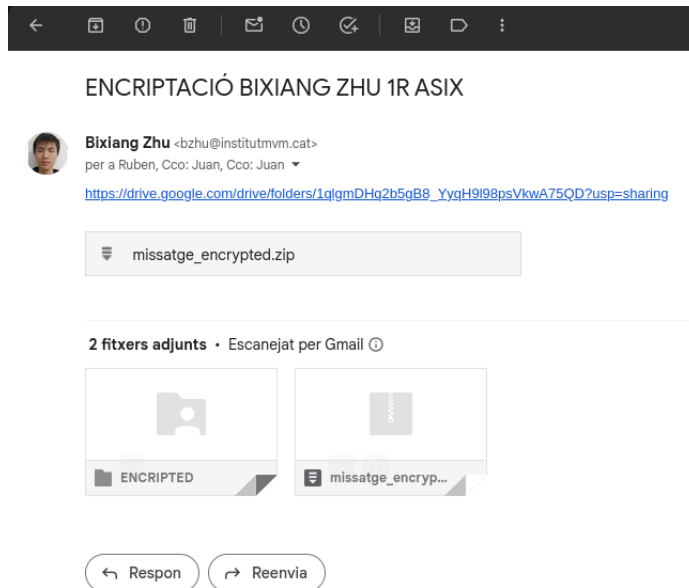 ENCRIPTACIÓ BIXIANG ZHU 1R ASIX
Bixiang Zhu <bzhu@institutmvm.cat>
per a Ruben, Cco: Juan, Cco: Juan
https://drive.google.com/drive/folders/1qlgmDHq2b5gB8_YyqH9l98psVkwA75QD?usp=sharing
missatge_encrypted.zip
2 fitxers adjunts • Escanejat per Gmail
ENCRIPTED
missatge_encryp...
Respon
Reenvia